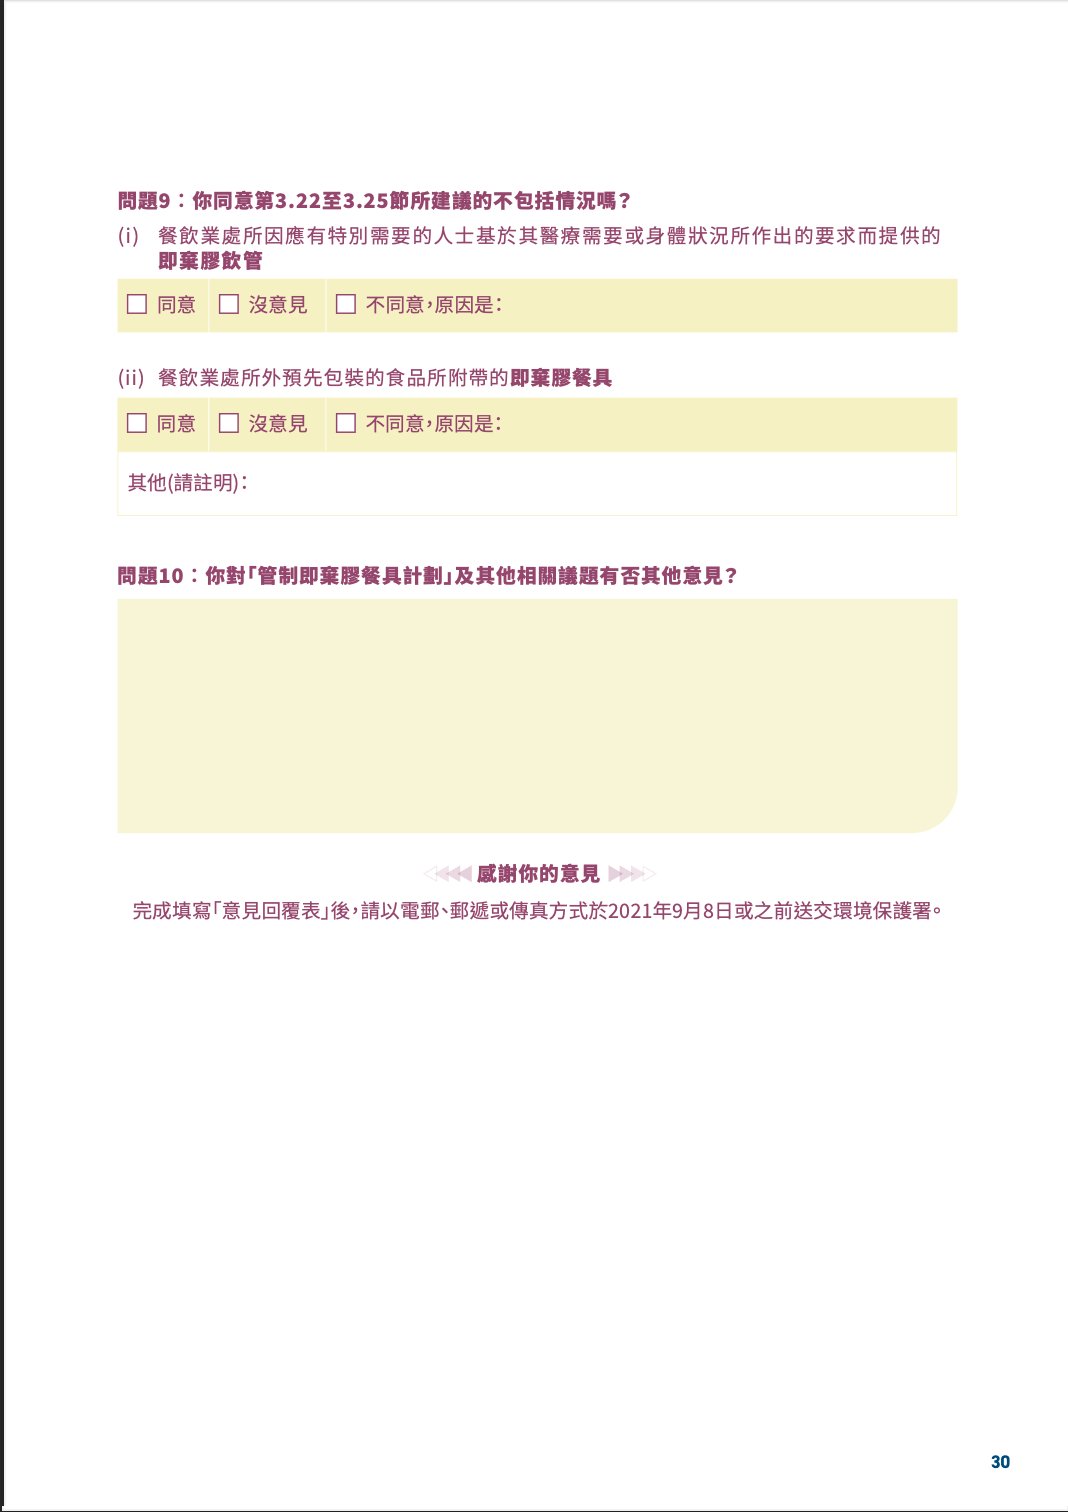 問題9：你同意第3.22至3.25節所建議的不包括情況嗎？
(i) 餐飲業處所因應有特別需要的人士基於其醫療需要或身體狀況所作出的要求而提供的
即棄膠飲管
同意 沒意見 不同意，原因是：
(ii) 餐飲業處所外預先包裝的食品所附帶的即棄膠餐具
同意 沒意見 不同意，原因是：
其他(請註明)：
問題10：你對「管制即棄膠餐具計劃」及其他相關議題有否其他意見？
感謝你的意見
完成填寫「意見回覆表」後，請以電郵、郵遞或傳真方式於2021年9月8日或之前送交環境保護署。
30